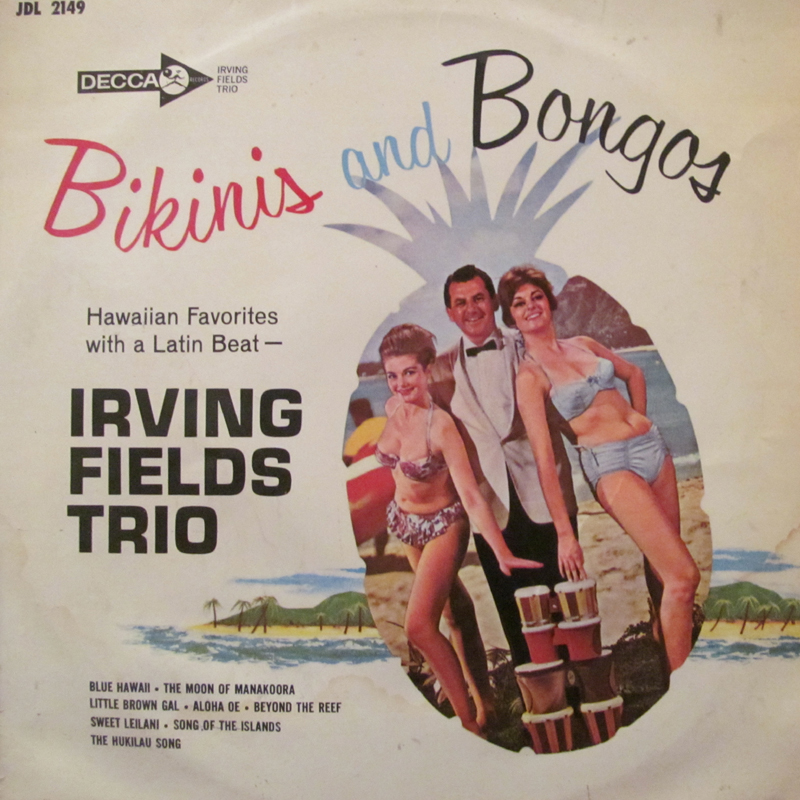 JDL 2149
DECCA RECORDS
IRVING
FIELDS
TRIO
Bikinis and Bongos
Hawaiian Favorites
with a Latin Beat—
IRVING
FIELDS
TRIO
BLUE HAWAII • THE MOON OF MANAKOORA
LITTLE BROWN GAL • ALOHA OE • BEYOND THE REEF
SWEET LEILANI • SONG OF THE ISLANDS
THE HUKILAU SONG